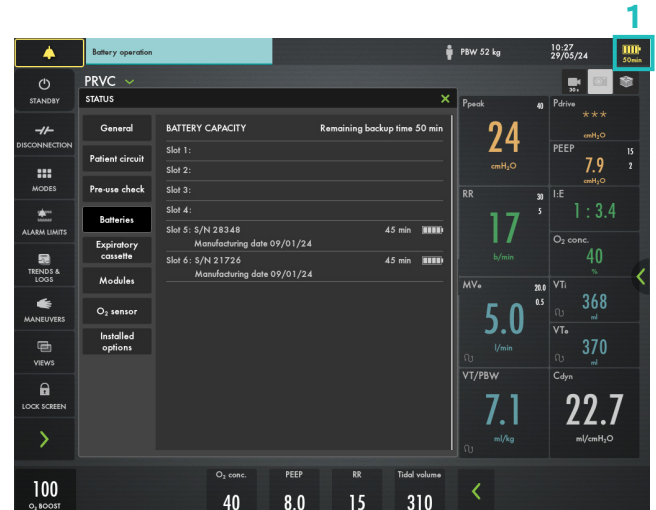 1
Battery operation
PBW 52 kg
10:27
29/05/24
50min
STANDBY
DISCONNECTION
MODES
ALARM LIMITS
TRENDS &
LOGS
MANEUVERS
VIEWS
LOCK SCREEN
PRVC
30s
STATUS
General
Patient circuit
Pre-use check
Batteries
Expiratory
cassette
Modules
O₂ sensor
Installed
options
BATTERY CAPACITY Remaining backup time 50 min
Slot 1:
Slot 2:
Slot 3:
Slot 4:
Slot 5: S/N 28348 45 min
Manufacturing date 09/01/24
Slot 6: S/N 21726 45 min
Manufacturing date 09/01/24
Ppeak 40
24
cmH₂O
Pdrive
***
cmH₂O
PEEP 15
7.9 2
cmH₂O
RR 30
5
17
b/min
I:E
1 : 3.4
O₂ conc.
40
%
MVe 20.0
0.5
5.0
l/min
VTi
368
ml
VTe
370
ml
VT/PBW
7.1
ml/kg
Cdyn
22.7
ml/cmH₂O
100
O₂ BOOST
O₂ conc.
40
PEEP
8.0
RR
15
Tidal volume
310